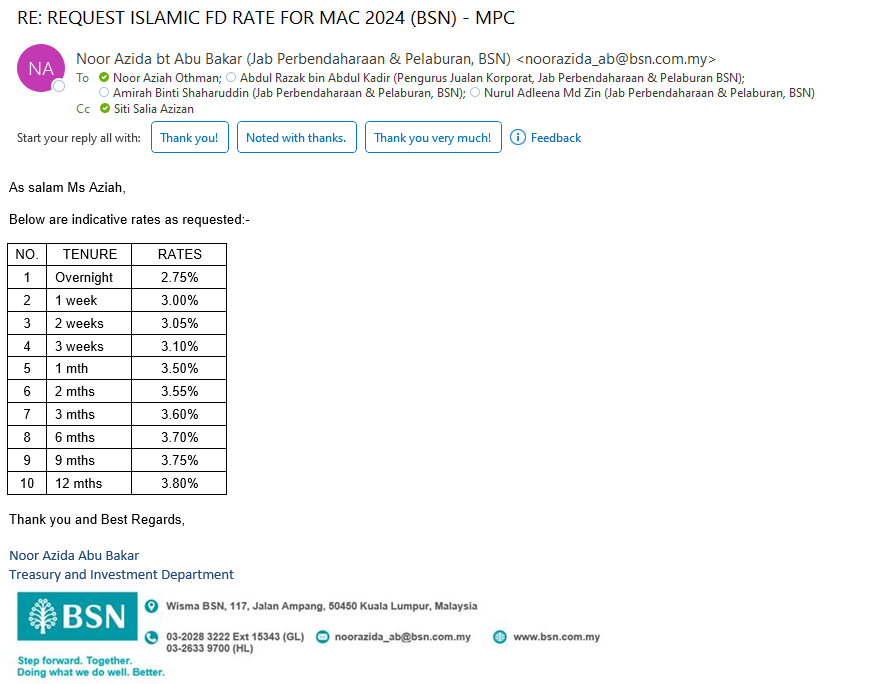 RE: REQUEST ISLAMIC FD RATE FOR MAC 2024 (BSN) - MPC
NA
Noor Azida bt Abu Bakar (Jab Perbendaharaan & Pelaburan, BSN) <noorazida_ab@bsn.com.my>
To Noor Aziah Othman; Abdul Razak bin Abdul Kadir (Pengurus Jualan Korporat, Jab Perbendaharaan & Pelaburan BSN);
Amirah Binti Shaharuddin (Jab Perbendaharaan & Pelaburan, BSN); Nurul Adleena Md Zin (Jab Perbendaharaan & Pelaburan, BSN)
Cc Siti Salia Azizan
Start your reply all with: Thank you! Noted with thanks. Thank you very much! Feedback
As salam Ms Aziah,
Below are indicative rates as requested:-
NO. TENURE RATES
1 Overnight 2.75%
2 1 week 3.00%
3 2 weeks 3.05%
4 3 weeks 3.10%
5 1 mth 3.50%
6 2 mths 3.55%
7 3 mths 3.60%
8 6 mths 3.70%
9 9 mths 3.75%
10 12 mths 3.80%
Thank you and Best Regards,
Noor Azida Abu Bakar
Treasury and Investment Department
BSN
Wisma BSN, 117, Jalan Ampang, 50450 Kuala Lumpur, Malaysia
03-2028 3222 Ext 15343 (GL) noorazida_ab@bsn.com.my www.bsn.com.my
03-2633 9700 (HL)
Step forward. Together.
Doing what we do well. Better.